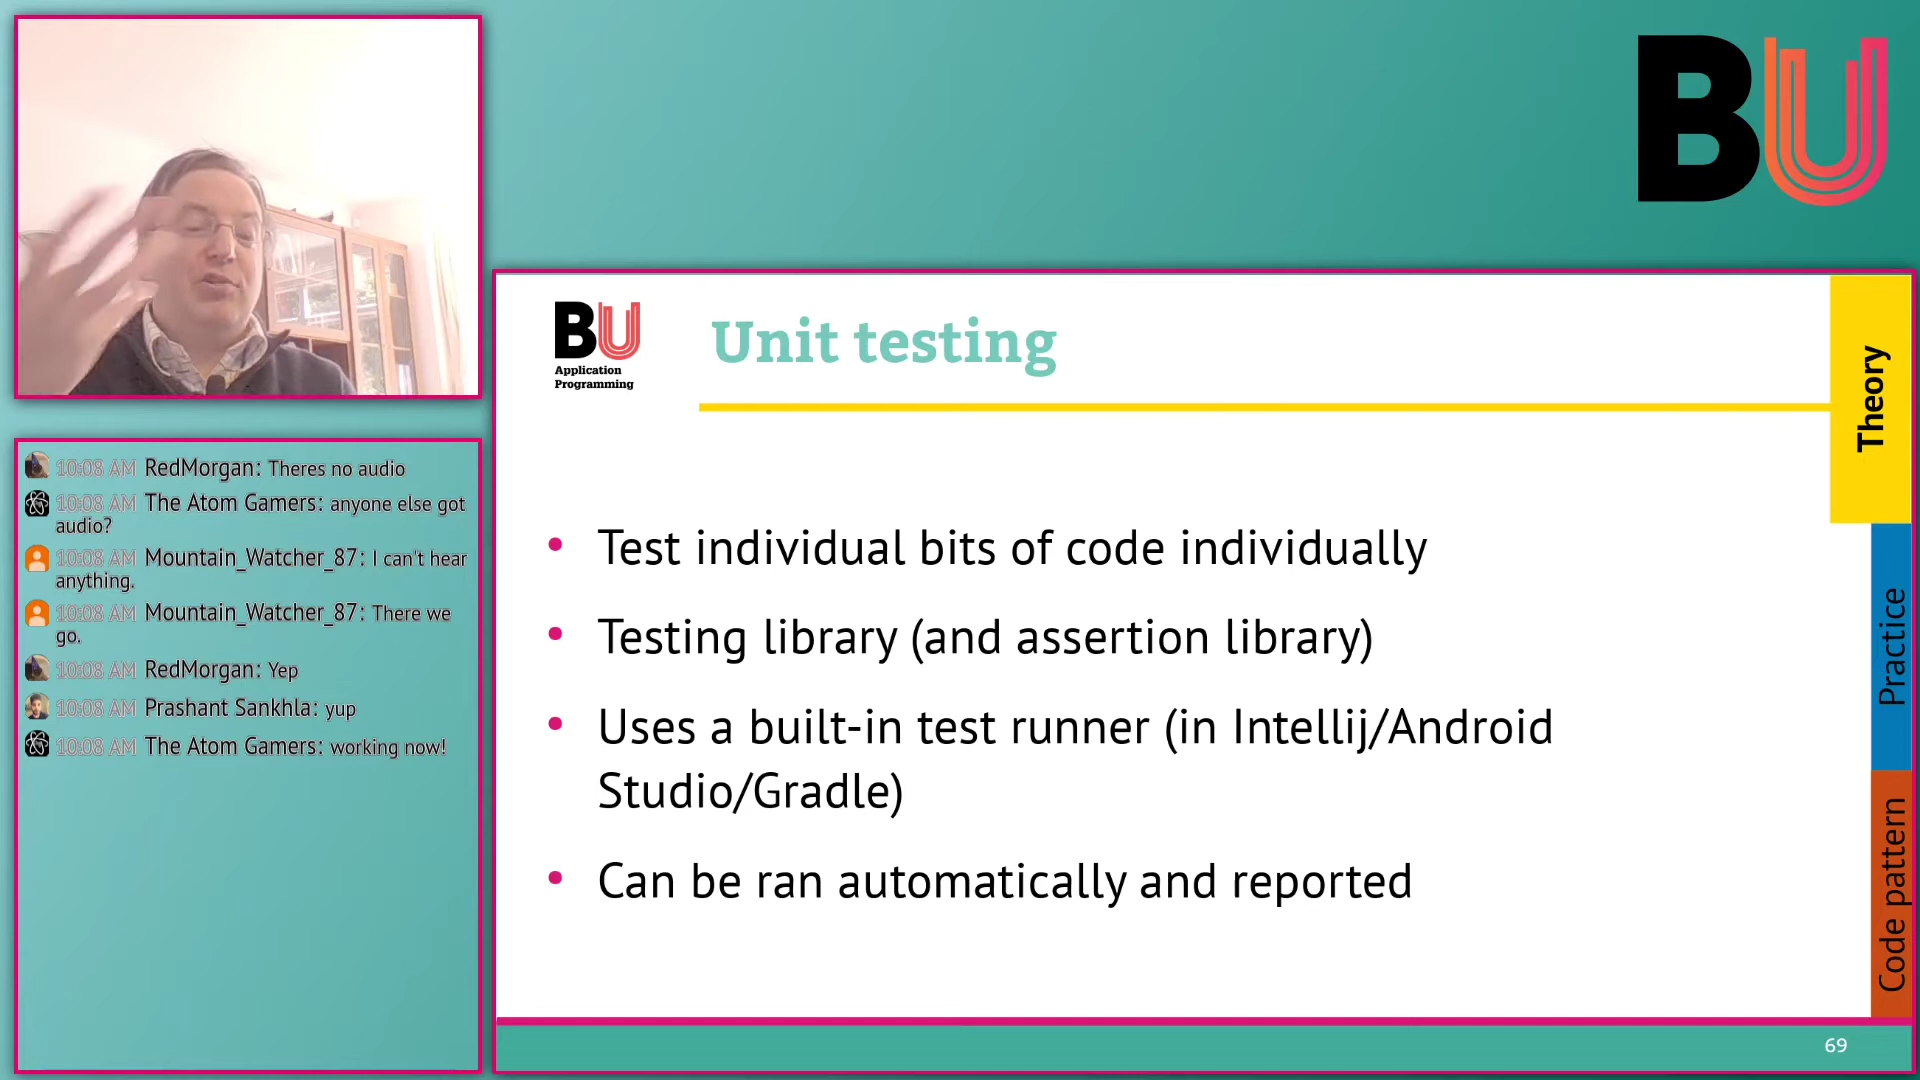 BU
10:08 AM RedMorgan: Theres no audio
10:08 AM The Atom Gamers: anyone else got
audio?
10:08 AM Mountain_Watcher_87: I can't hear
anything.
10:08 AM Mountain_Watcher_87: There we
go.
10:08 AM RedMorgan: Yep
10:08 AM Prashant Sankhla: yup
10:08 AM The Atom Gamers: working now!
BU
Application
Programming
Unit testing
• Test individual bits of code individually
• Testing library (and assertion library)
• Uses a built-in test runner (in Intellij/Android
Studio/Gradle)
• Can be ran automatically and reported
Theory
Practice
Code pattern
69